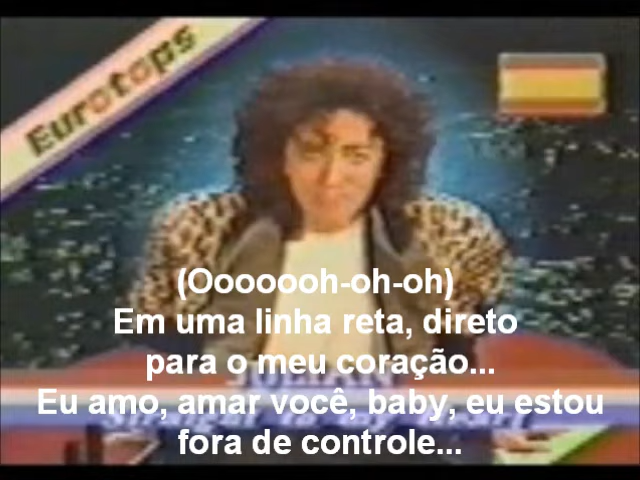 Eurotops
(Ooooooh-oh-oh)
Em uma linha reta, direto
para o meu coração...
Eu amo, amar você, baby, eu estou
fora de controle...